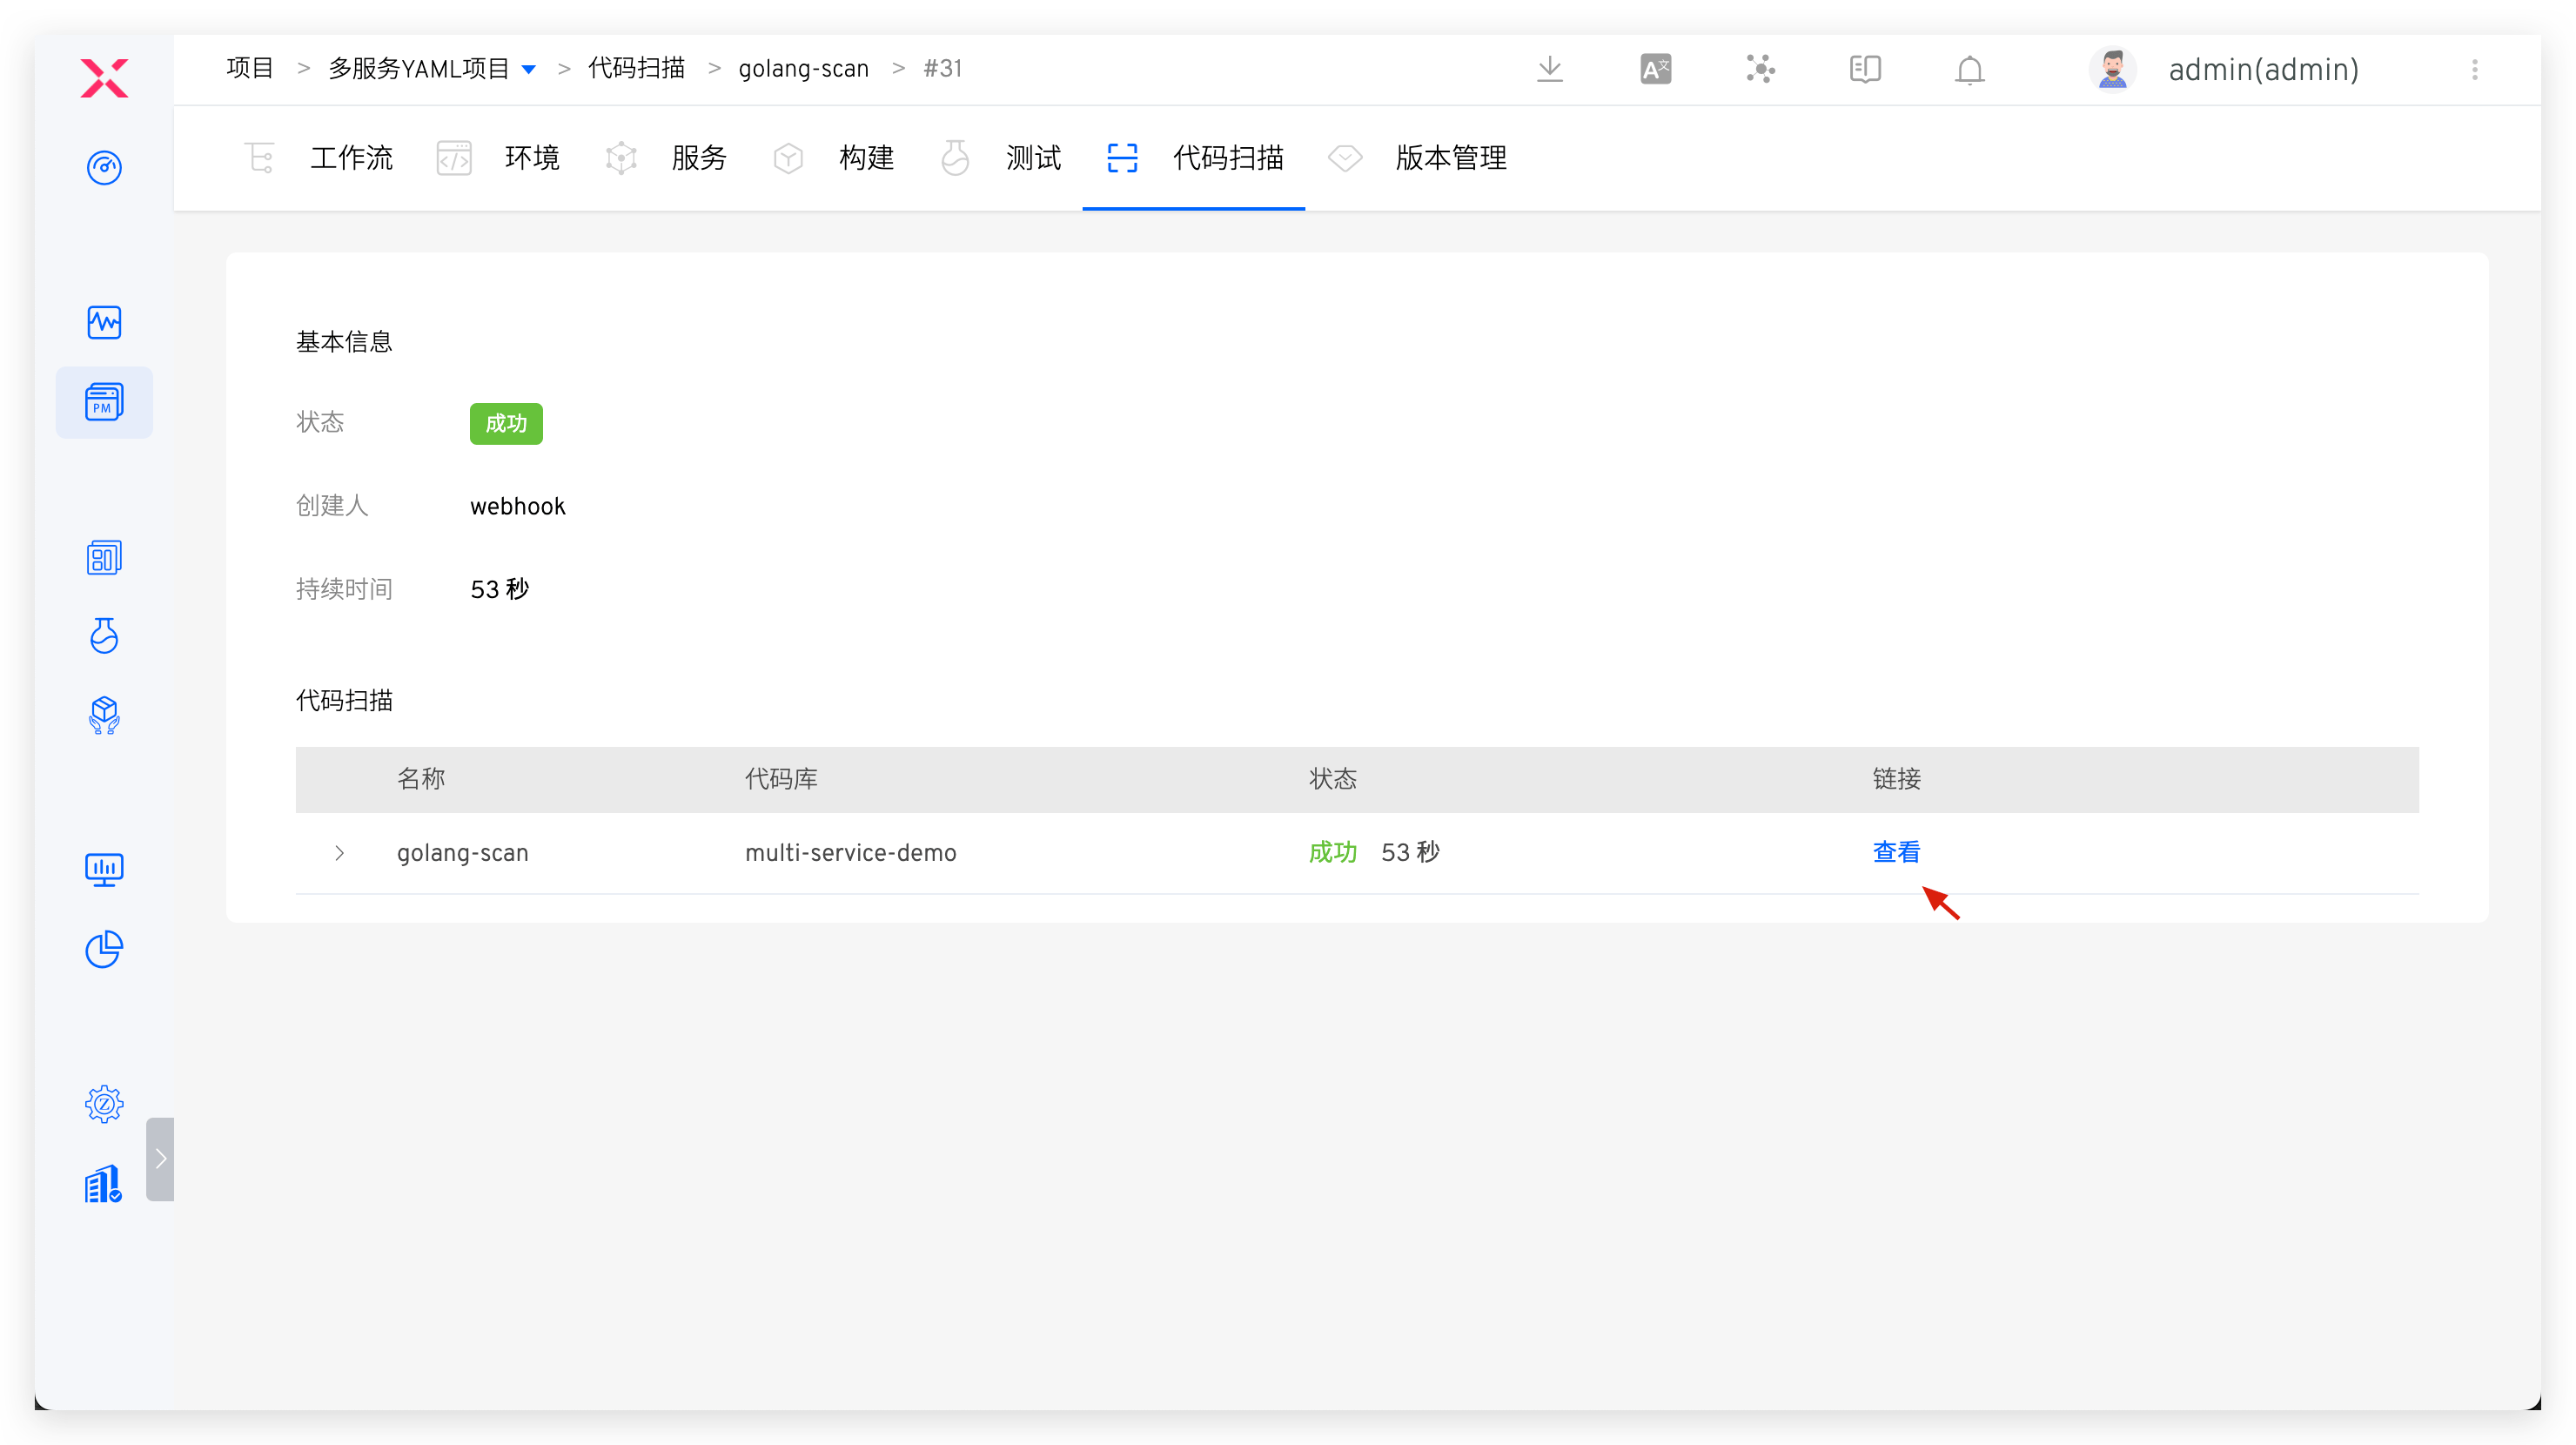 项目 > 多服务YAML项目 > 代码扫描 > golang-scan > #31
A文
admin(admin)
工作流 环境 服务 构建 测试 代码扫描 版本管理
PM
基本信息
状态 成功
创建人 webhook
持续时间 53 秒
代码扫描
名称 代码库 状态 链接
golang-scan multi-service-demo 成功 53 秒 查看
Z